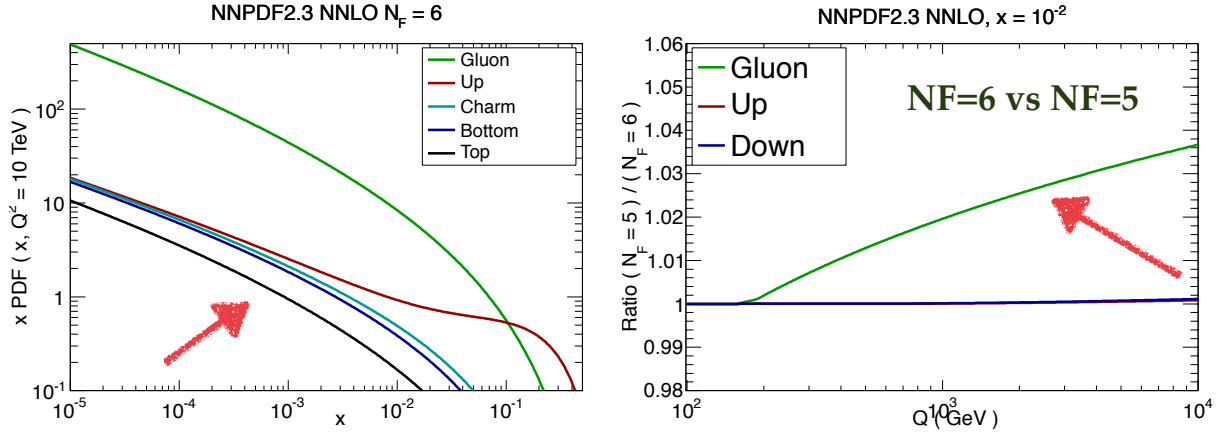 NNPDF2.3 NNLO N_F = 6
x PDF ( x, Q² = 10 TeV )
10²
10
1
10⁻¹
Gluon
Up
Charm
Bottom
Top
10⁻⁵
10⁻⁴
10⁻³
10⁻²
10⁻¹
x
NNPDF2.3 NNLO, x = 10⁻²
Ratio ( N_F = 5 ) / ( N_F = 6 )
1.06
1.05
1.04
1.03
1.02
1.01
1
0.99
0.98
Gluon
Up
Down
NF=6 vs NF=5
10²
10³
10⁴
Q ( GeV )